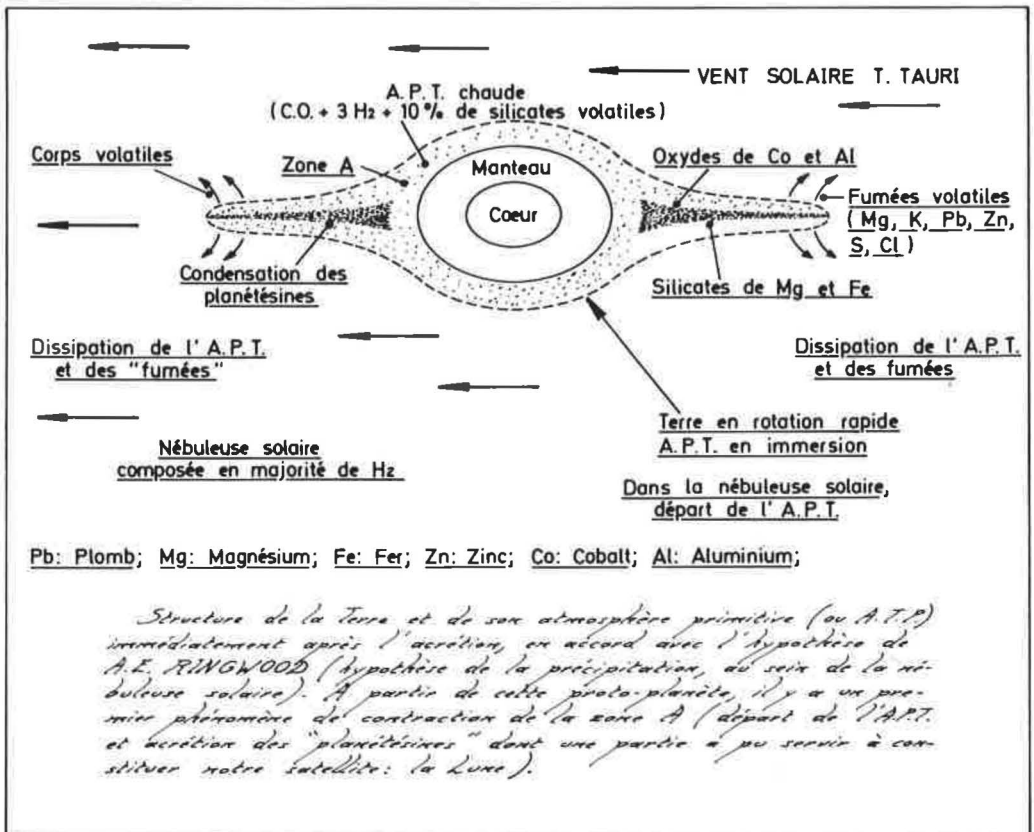 VENT SOLAIRE T. TAURI
A.P.T. chaude
(C.O. + 3 H2 + 10 % de silicates volatiles)
Corps volatiles
Zone A
Manteau
Coeur
Oxydes de Co et Al
Fumées volatiles
(Mg, K, Pb, Zn,
S, Cl)
Condensation des
planétésines
Silicates de Mg et Fe
Dissipation de l' A.P.T.
et des "fumées"
Dissipation de l' A.P.T.
et des fumées
Terre en rotation rapide
A.P.T. en immersion
Nébuleuse solaire
composée en majorité de Hz
Dans la nébuleuse solaire,
départ de l' A.P.T.
Pb: Plomb; Mg: Magnésium; Fe: Fer; Zn: Zinc; Co: Cobalt; Al: Aluminium;
Structure de la Terre et de son atmosphère primitive (ou A.T.P)
immédiatement après l'acrétion, en accord avec l'hypothèse de
A.E. RINGWOOD (hypothèse de la précipitation, au sein de la né-
buleuse solaire). A partir de cette proto-planète, il y a un pre-
mier phénomène de contraction de la zone A (départ de l'A.P.T.
et acrétion des "planétésines" dont une partie a pu servir à con-
stituer notre satellite: la Lune).